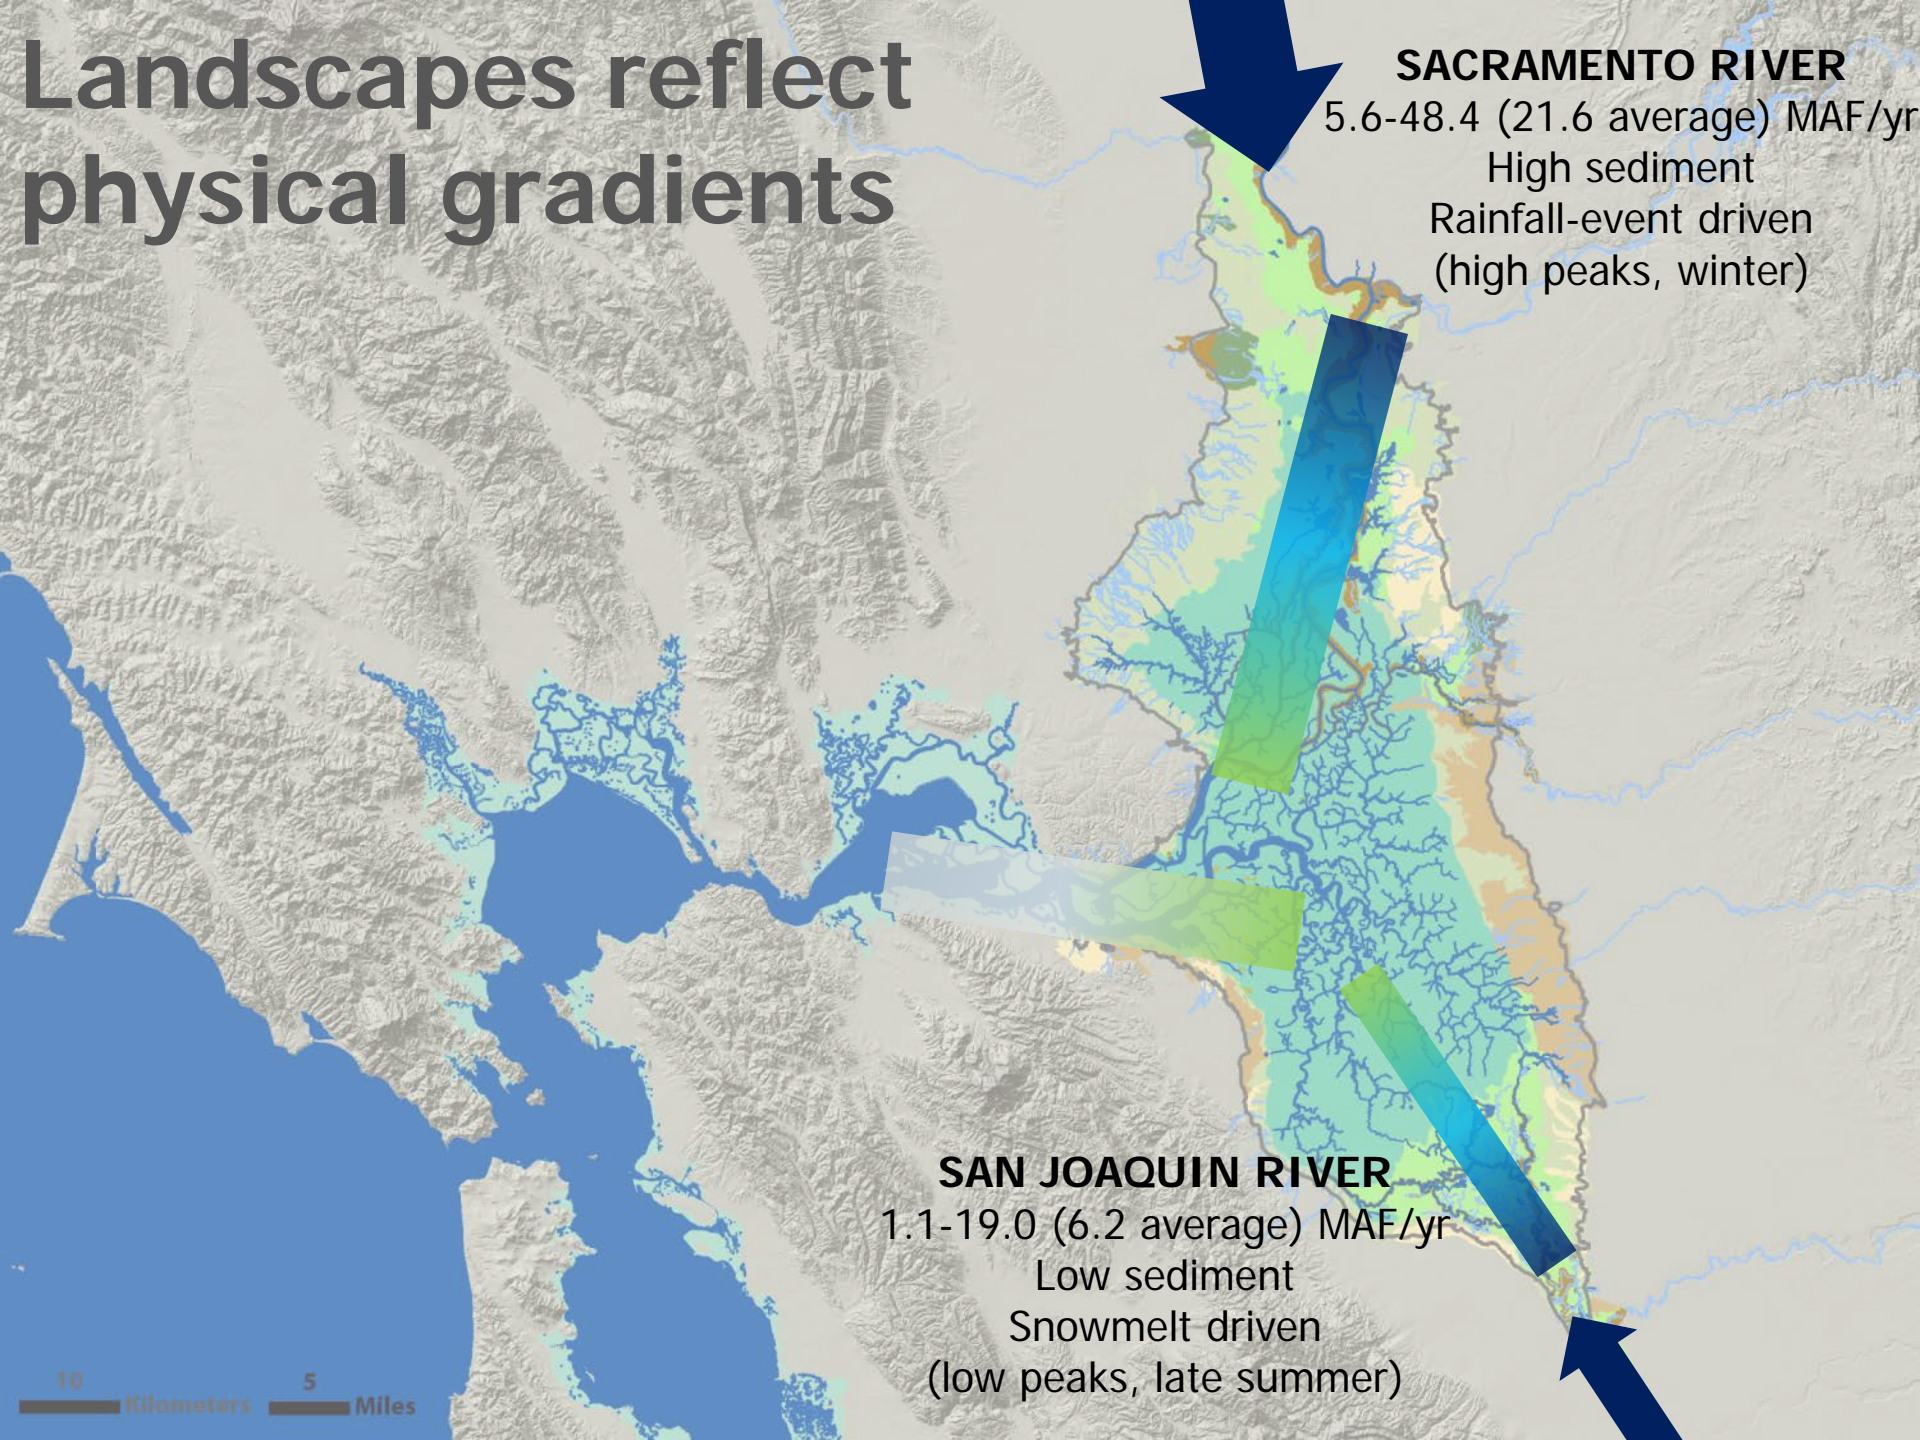 Landscapes reflect
physical gradients
SACRAMENTO RIVER
5.6-48.4 (21.6 average) MAF/yr
High sediment
Rainfall-event driven
(high peaks, winter)
SAN JOAQUIN RIVER
1.1-19.0 (6.2 average) MAF/yr
Low sediment
Snowmelt driven
(low peaks, late summer)
10 5
Kilometers Miles